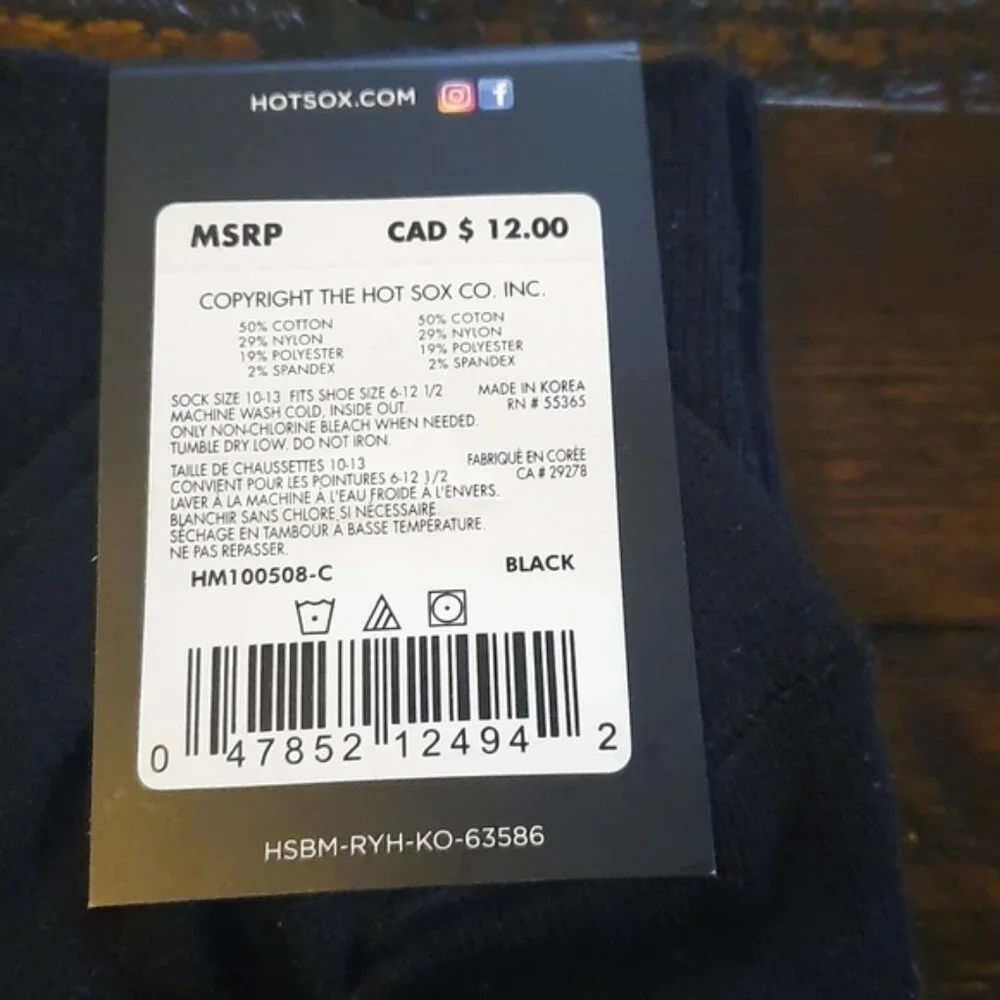 HOTSOX.COM
MSRP CAD $ 12.00
COPYRIGHT THE HOT SOX CO. INC.
50% COTTON 50% COTON
29% NYLON 29% NYLON
19% POLYESTER 19% POLYESTER
2% SPANDEX 2% SPANDEX
SOCK SIZE 10-13 FITS SHOE SIZE 6-12 1/2 MADE IN KOREA
MACHINE WASH COLD, INSIDE OUT. RN # 55365
ONLY NON-CHLORINE BLEACH WHEN NEEDED.
TUMBLE DRY LOW. DO NOT IRON.
TAILLE DE CHAUSSETTES 10-13 FABRIQUÉ EN CORÉE
CONVIENT POUR LES POINTURES 6-12 1/2 CA # 29278
LAVER À LA MACHINE À L'EAU FROIDE À L'ENVERS.
BLANCHIR SANS CHLORE SI NÉCESSAIRE.
SÉCHAGE EN TAMBOUR À BASSE TEMPÉRATURE.
NE PAS REPASSER.
HM100508-C BLACK
0 47852 12494 2
HSBM-RYH-KO-63586